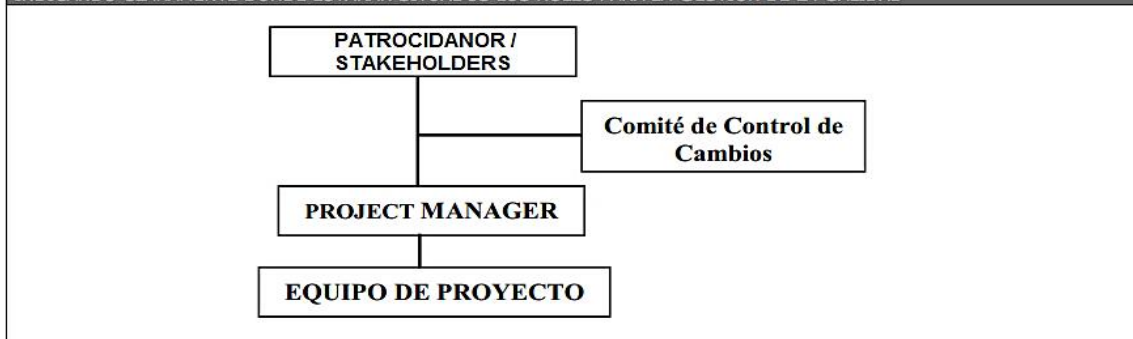 PATROCIDANOR /
STAKEHOLDERS
Comité de Control de
Cambios
PROJECT MANAGER
EQUIPO DE PROYECTO